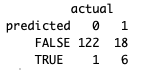 actual
predicted 0 1
FALSE 122 18
TRUE 1 6